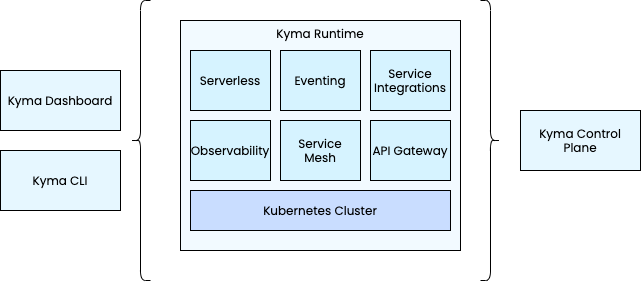 Kyma Runtime
Serverless
Eventing
Service
Integrations
Kyma Dashboard
Observability
Service
Mesh
API Gateway
Kyma Control
Plane
Kyma CLI
Kubernetes Cluster